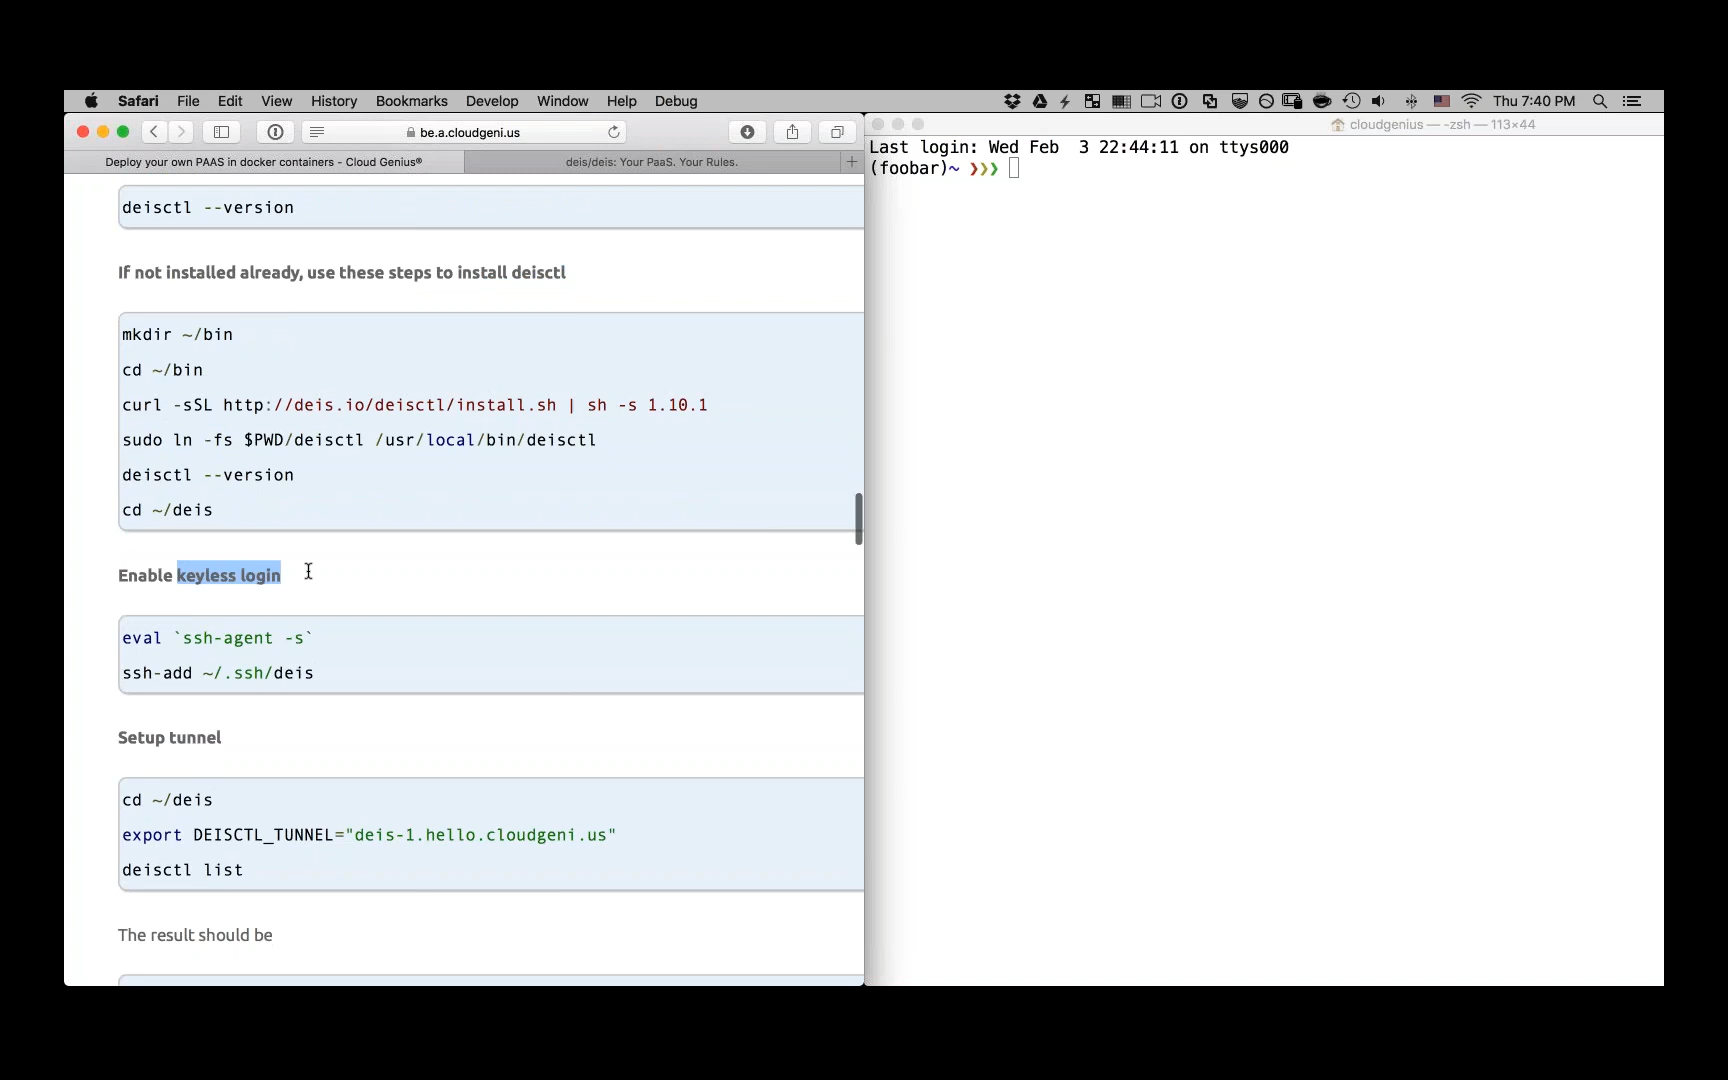 Safari File Edit View History Bookmarks Develop Window Help Debug Thu 7:40 PM
be.a.cloudgeni.us
Deploy your own PAAS in docker containers - Cloud Genius®
deis/deis: Your PaaS. Your Rules.
deisctl --version
If not installed already, use these steps to install deisctl
mkdir ~/bin
cd ~/bin
curl -sSL http://deis.io/deisctl/install.sh | sh -s 1.10.1
sudo ln -fs $PWD/deisctl /usr/local/bin/deisctl
deisctl --version
cd ~/deis
Enable keyless login
eval `ssh-agent -s`
ssh-add ~/.ssh/deis
Setup tunnel
cd ~/deis
export DEISCTL_TUNNEL="deis-1.hello.cloudgeni.us"
deisctl list
The result should be
cloudgenius — -zsh — 113×44
Last login: Wed Feb  3 22:44:11 on ttys000
(foobar)~ ❯❯❯